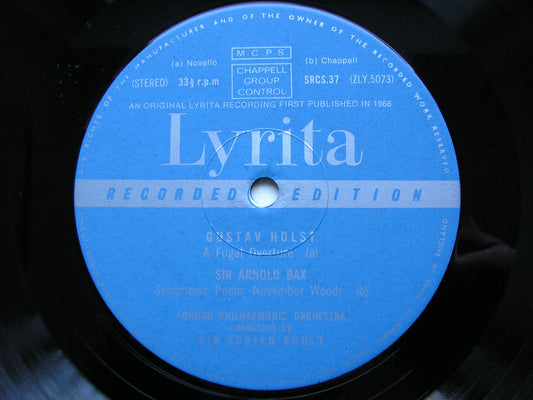 ALL RIGHTS OF THE MANUFACTURER AND OF THE OWNER OF THE RECORDED WORK RESERVED.
(a) Novello
M.C.P.S.
(b) Chappell
(STEREO) 33⅓ r.p.m
CHAPPELL
GROUP
CONTROL
SRCS.37 (ZLY.5073)
AN ORIGINAL LYRITA RECORDING FIRST PUBLISHED IN 1968
Lyrita
RECORDED EDITION
GUSTAV HOLST
A Fugal Overture (a)
SIR ARNOLD BAX
Symphonic Poem: November Woods (b)
LONDON PHILHARMONIC ORCHESTRA
conducted by
SIR ADRIAN BOULT
IN ENGLAND